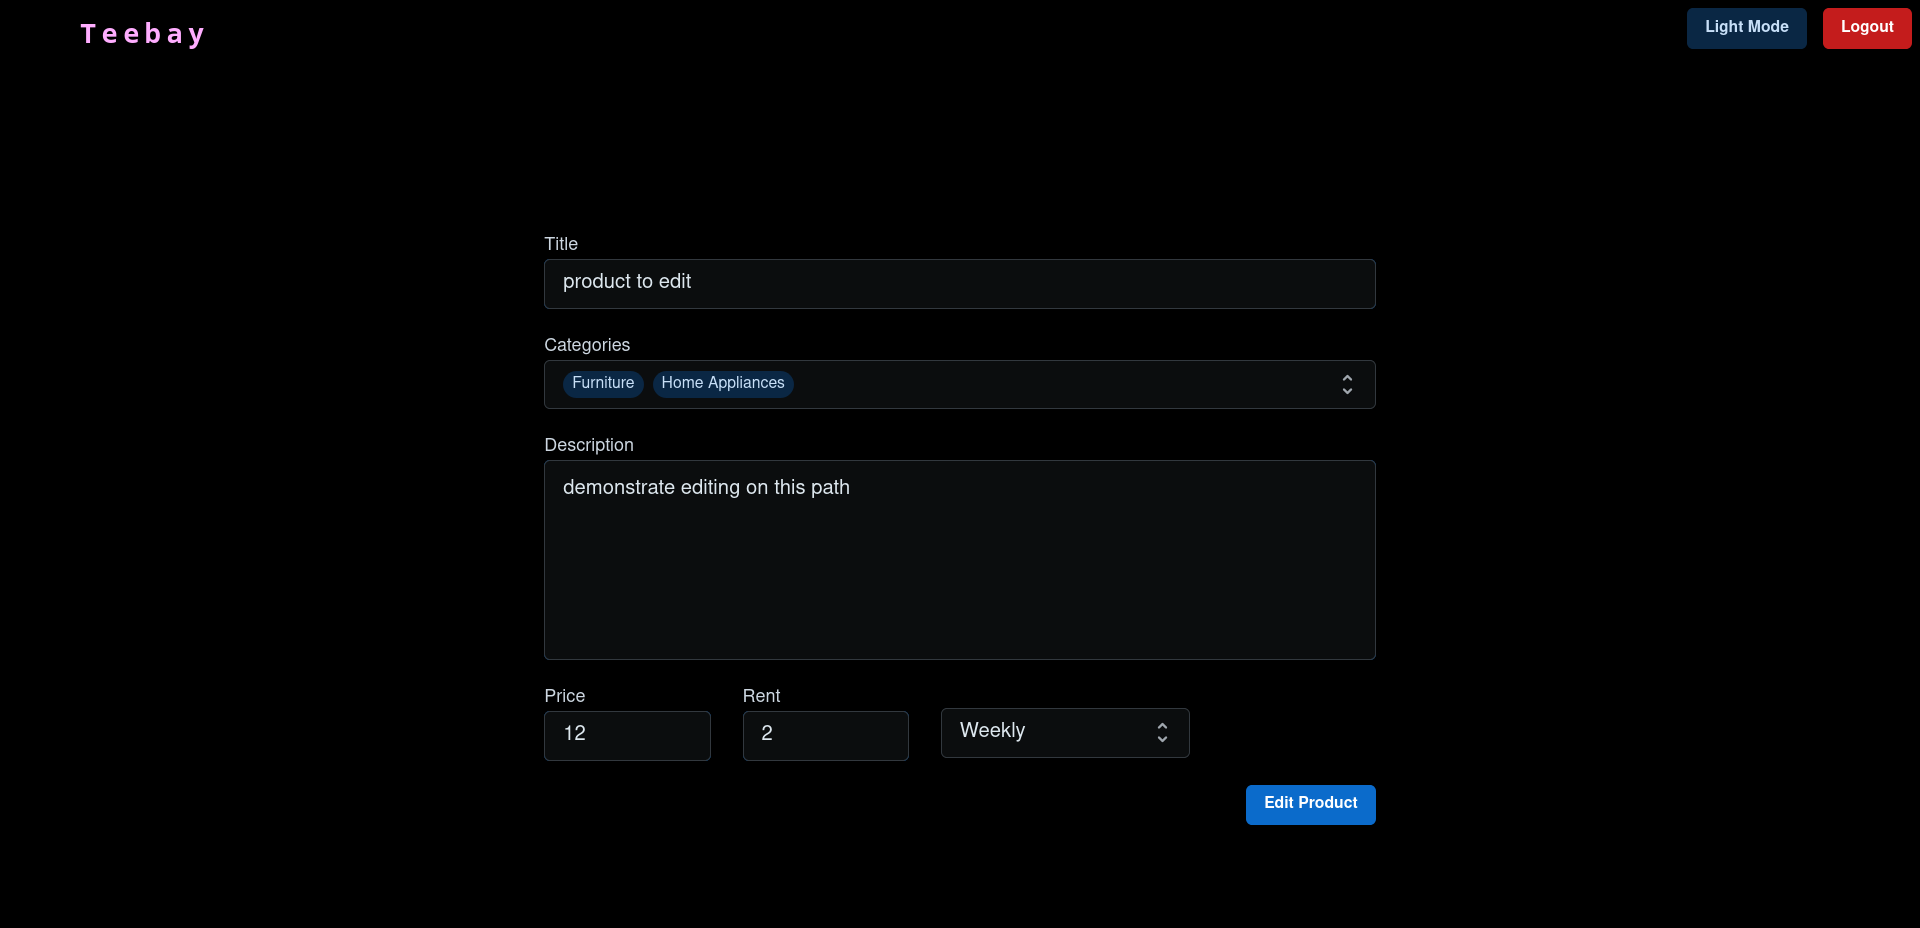 Teebay
Light Mode
Logout
Title
product to edit
Categories
Furniture Home Appliances
Description
demonstrate editing on this path
Price
Rent
12
2
Weekly
Edit Product